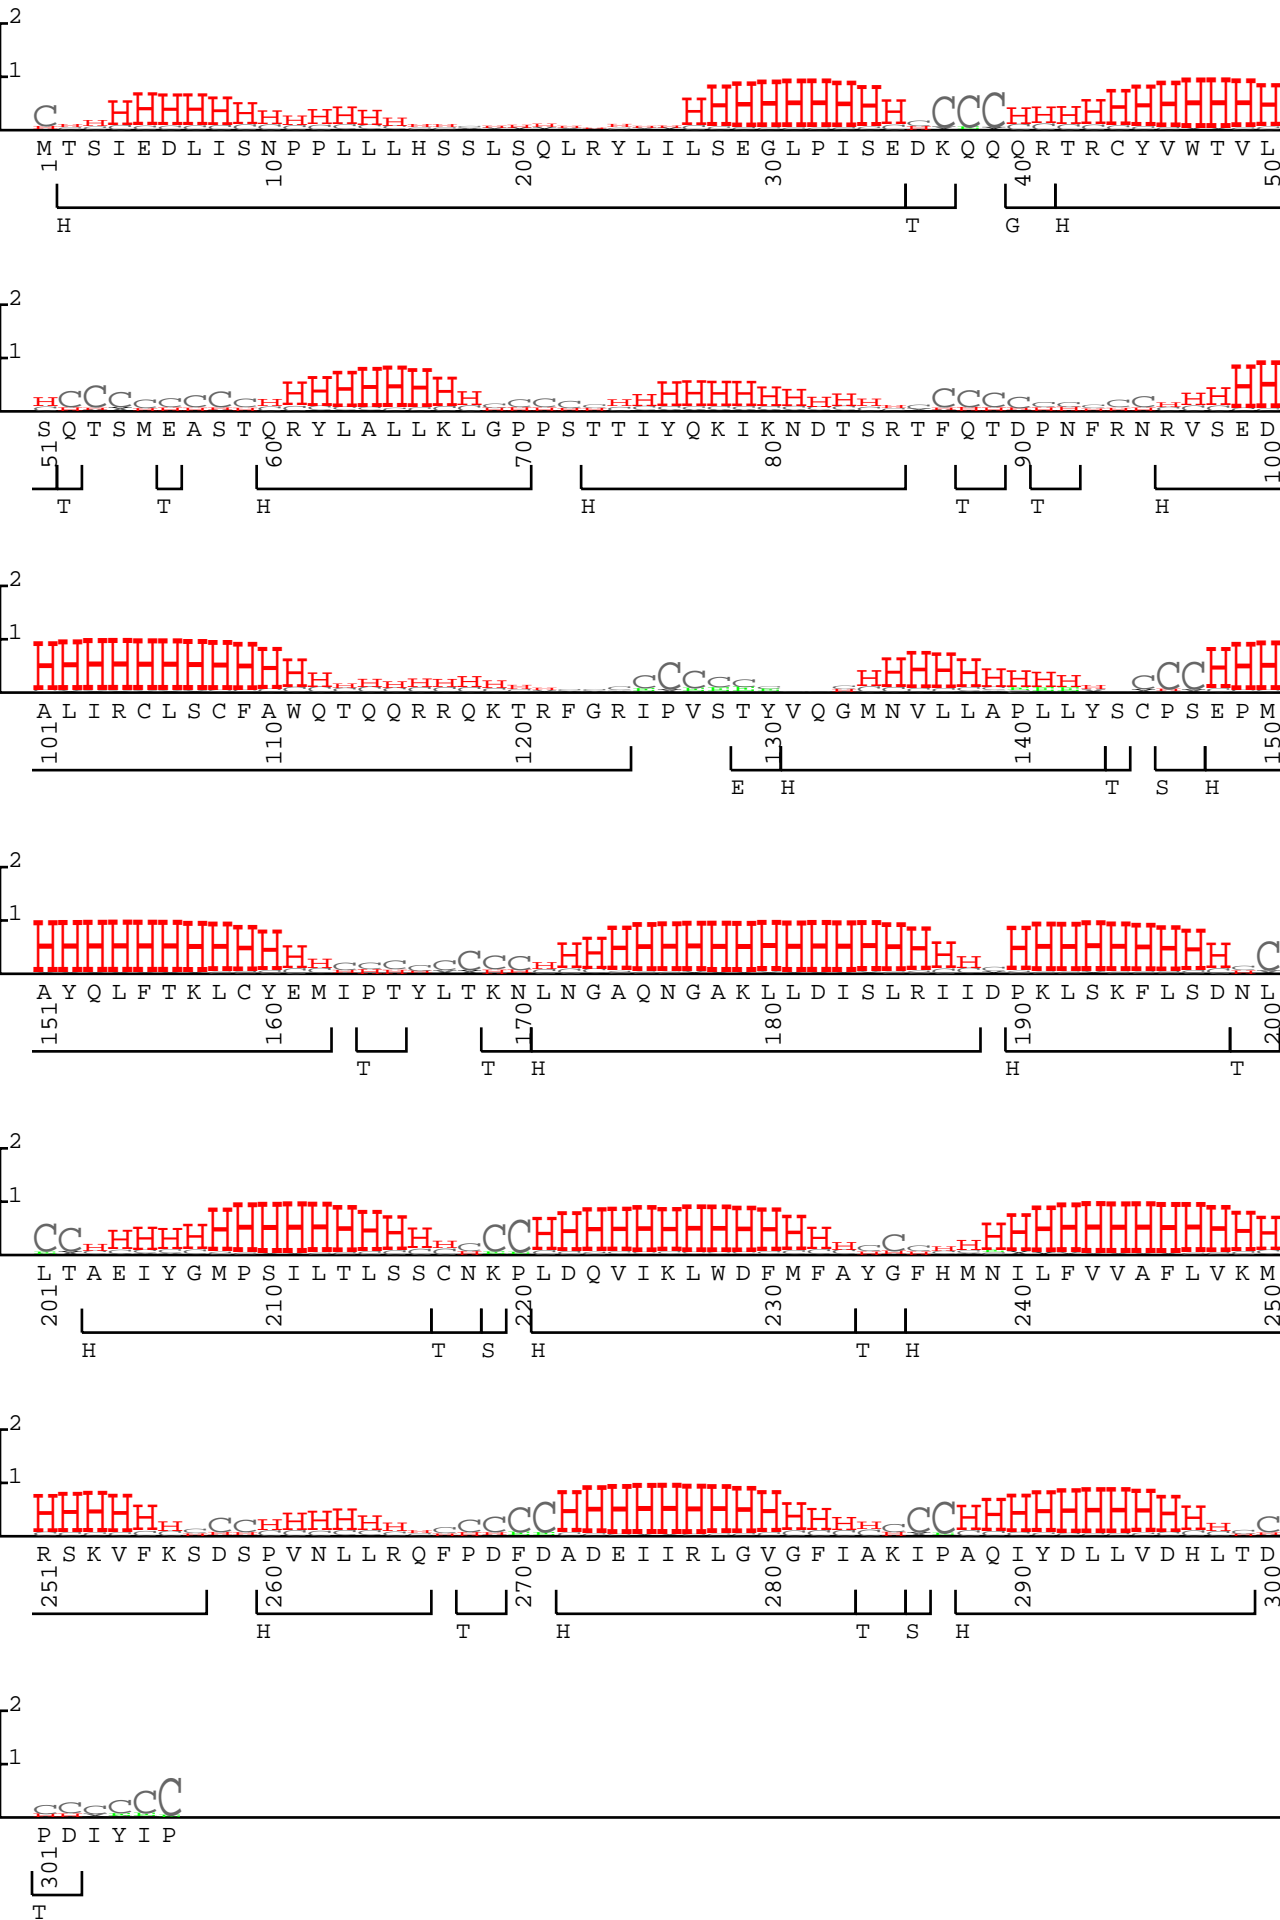 2
1
M T S I E D L I S N P P L L L H S S L S Q L R Y L I L S E G L P I S E D K Q Q Q R T R C Y V W T V L
1 10 20 30 40 50
H T G H
2
1
S Q T S M E A S T Q R Y L A L L K L G P P S T T I Y Q K I K N D T S R T F Q T D P N F R N R V S E D
51 60 70 80 90 100
T T H H T T H
2
1
A L I R C L S C F A W Q T Q Q R R Q K T R F G R I P V S T Y V Q G M N V L L A P L L Y S C P S E P M
101 110 120 130 140 150
E H T S H
2
1
A Y Q L F T K L C Y E M I P T Y L T K N L N G A Q N G A K L L D I S L R I I D P K L S K F L S D N L
151 160 170 180 190 200
T T H H T
2
1
L T A E I Y G M P S I L T L S S C N K P L D Q V I K L W D F M F A Y G F H M N I L F V V A F L V K M
201 210 220 230 240 250
H T S H T H
2
1
R S K V F K S D S P V N L L R Q F P D F D A D E I I R L G V G F I A K I P A Q I Y D L L V D H L T D
251 260 270 280 290 300
H T H T S H
2
1
P D I Y I P
301
T